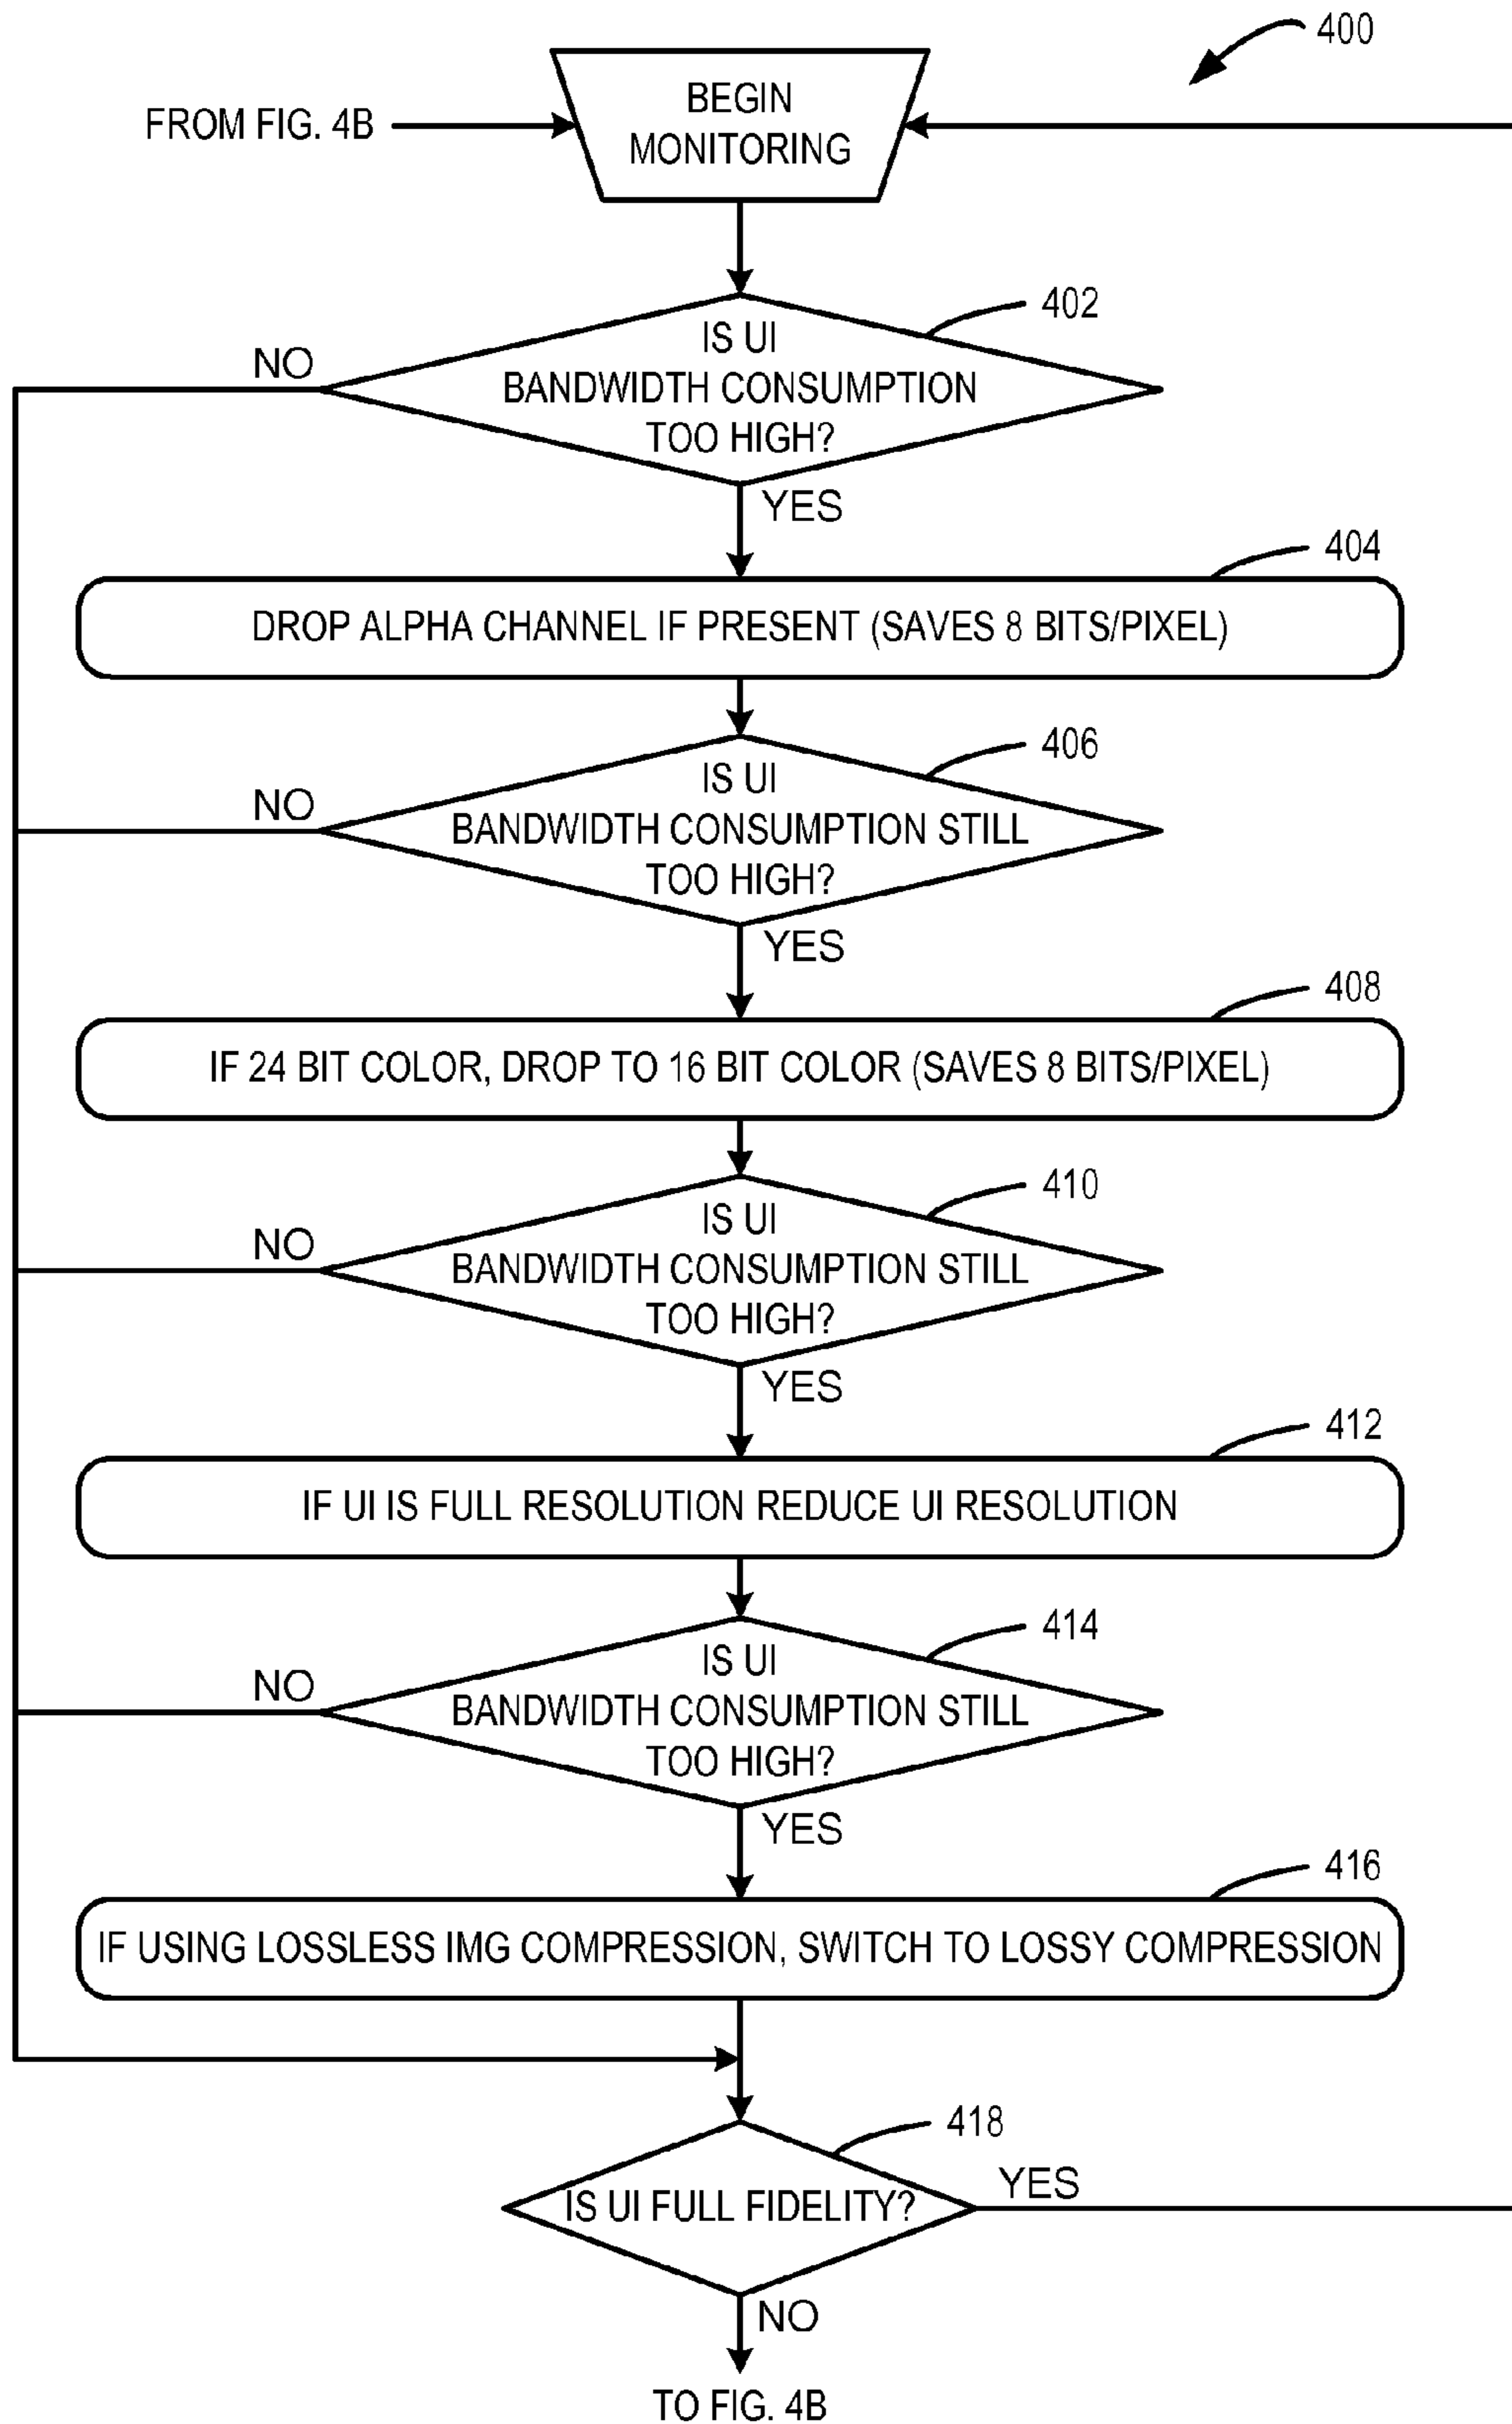 400
BEGIN
MONITORING
FROM FIG. 4B
402
IS UI
BANDWIDTH CONSUMPTION
TOO HIGH?
NO
YES
404
DROP ALPHA CHANNEL IF PRESENT (SAVES 8 BITS/PIXEL)
406
IS UI
BANDWIDTH CONSUMPTION STILL
TOO HIGH?
NO
YES
408
IF 24 BIT COLOR, DROP TO 16 BIT COLOR (SAVES 8 BITS/PIXEL)
410
IS UI
BANDWIDTH CONSUMPTION STILL
TOO HIGH?
NO
YES
412
IF UI IS FULL RESOLUTION REDUCE UI RESOLUTION
414
IS UI
BANDWIDTH CONSUMPTION STILL
TOO HIGH?
NO
YES
416
IF USING LOSSLESS IMG COMPRESSION, SWITCH TO LOSSY COMPRESSION
418
IS UI FULL FIDELITY?
YES
NO
TO FIG. 4B